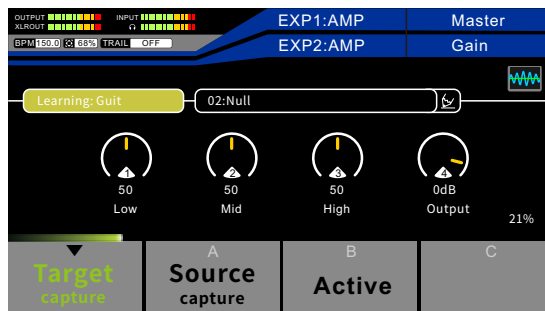 OUTPUT INPUT
XLROUT
BPM 150.0 68% TRAIL OFF
EXP1:AMP Master
EXP2:AMP Gain
Learning: Guit 02:Null
1 2 3 4
50 50 50 0dB
Low Mid High Output
21%
A B C
Target Source Active
capture capture